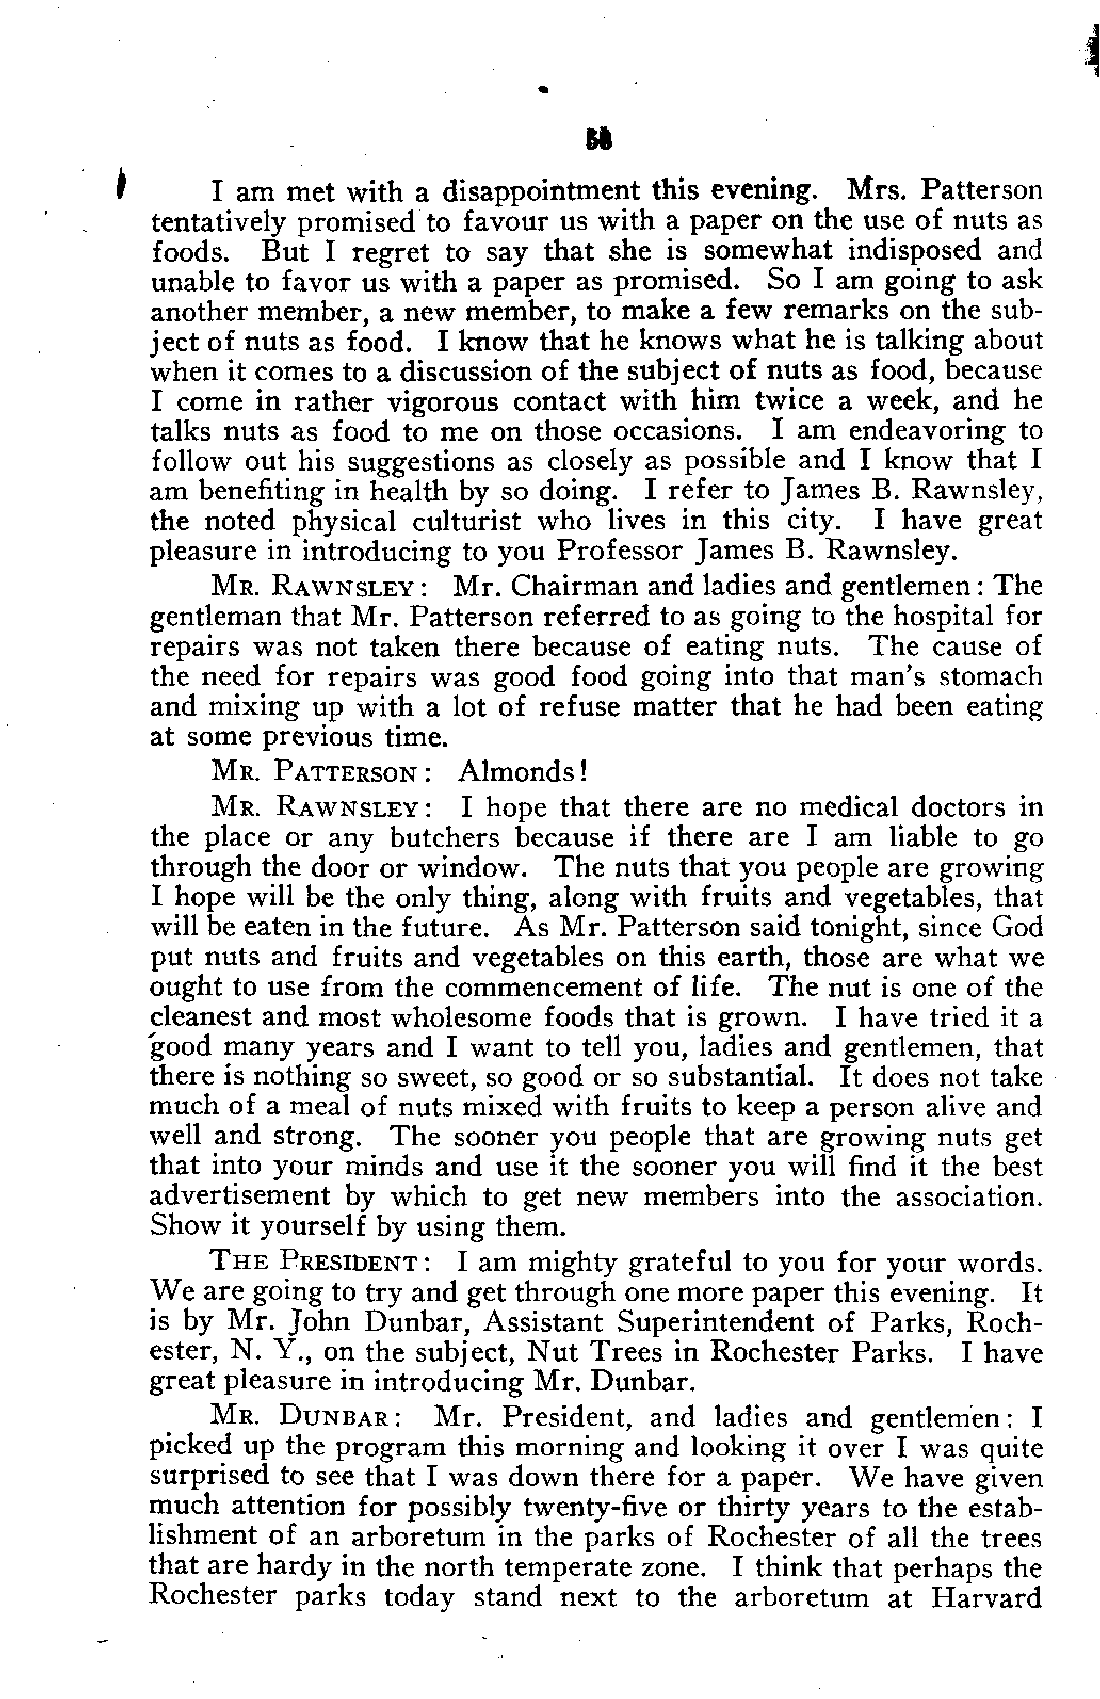 I am met with a disappointment this evening. Mrs. Patterson
tentatively promised to favour us with a paper on the use of nuts as
foods. But I regret to say that she is somewhat indisposed and
unable to favor us with a paper as promised. So I am going to ask
another member, a new member, to make a few remarks on the sub-
ject of nuts as food. I know that he knows what he is talking about
when it comes to a discussion of the subject of nuts as food, because
I come in rather vigorous contact with him twice a week, and he
talks nuts as food to me on those occasions. I am endeavoring to
follow out his suggestions as closely as possible and I know that I
am benefiting in health by so doing. I refer to James B. Rawnsley,
the noted physical culturist who lives in this city. I have great
pleasure in introducing to you Professor James B. Rawnsley.
MR. RAWNSLEY: Mr. Chairman and ladies and gentlemen: The
gentleman that Mr. Patterson referred to as going to the hospital for
repairs was not taken there because of eating nuts. The cause of
the need for repairs was good food going into that man's stomach
and mixing up with a lot of refuse matter that he had been eating
at some previous time.
MR. PATTERSON: Almonds!
MR. RAWNSLEY: I hope that there are no medical doctors in
the place or any butchers because if there are I am liable to go
through the door or window. The nuts that you people are growing
I hope will be the only thing, along with fruits and vegetables, that
will be eaten in the future. As Mr. Patterson said tonight, since God
put nuts and fruits and vegetables on this earth, those are what we
ought to use from the commencement of life. The nut is one of the
cleanest and most wholesome foods that is grown. I have tried it a
good many years and I want to tell you, ladies and gentlemen, that
there is nothing so sweet, so good or so substantial. It does not take
much of a meal of nuts mixed with fruits to keep a person alive and
well and strong. The sooner you people that are growing nuts get
that into your minds and use it the sooner you will find it the best
advertisement by which to get new members into the association.
Show it yourself by using them.
THE PRESIDENT: I am mighty grateful to you for your words.
We are going to try and get through one more paper this evening. It
is by Mr. John Dunbar, Assistant Superintendent of Parks, Roch-
ester, N. Y., on the subject, Nut Trees in Rochester Parks. I have
great pleasure in introducing Mr. Dunbar.
MR. DUNBAR: Mr. President, and ladies and gentlemen: I
picked up the program this morning and looking it over I was quite
surprised to see that I was down there for a paper. We have given
much attention for possibly twenty-five or thirty years to the estab-
lishment of an arboretum in the parks of Rochester of all the trees
that are hardy in the north temperate zone. I think that perhaps the
Rochester parks today stand next to the arboretum at Harvard